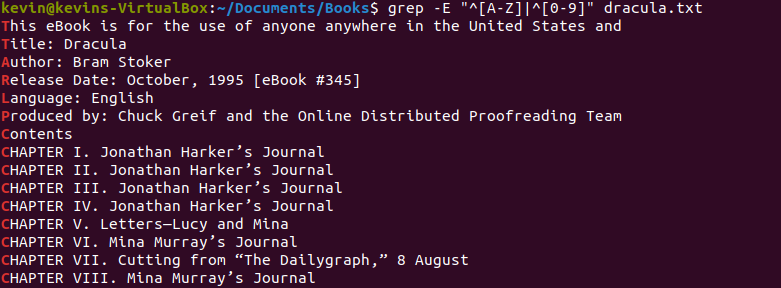 kevin@kevins-VirtualBox:~/Documents/Books$ grep -E "^[A-Z]|^[0-9]" dracula.txt
This eBook is for the use of anyone anywhere in the United States and
Title: Dracula
Author: Bram Stoker
Release Date: October, 1995 [eBook #345]
Language: English
Produced by: Chuck Greif and the Online Distributed Proofreading Team
Contents
CHAPTER I. Jonathan Harker’s Journal
CHAPTER II. Jonathan Harker’s Journal
CHAPTER III. Jonathan Harker’s Journal
CHAPTER IV. Jonathan Harker’s Journal
CHAPTER V. Letters—Lucy and Mina
CHAPTER VI. Mina Murray’s Journal
CHAPTER VII. Cutting from “The Dailygraph,” 8 August
CHAPTER VIII. Mina Murray’s Journal